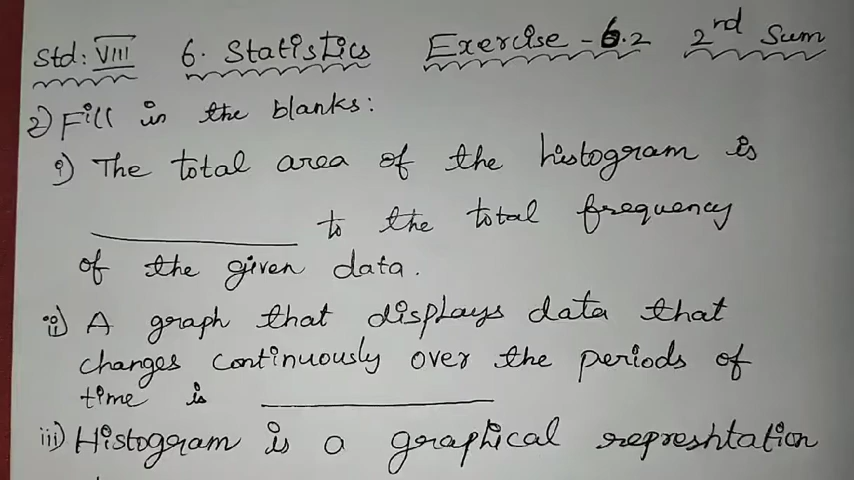 Std: VIII 6. Statistics Exercise - 6.2 2nd Sum
2) Fill in the blanks:
i) The total area of the histogram is
____________ to the total frequency
of the given data.
ii) A graph that displays data that
changes continuously over the periods of
time is ____________
iii) Histogram is a graphical represhtation